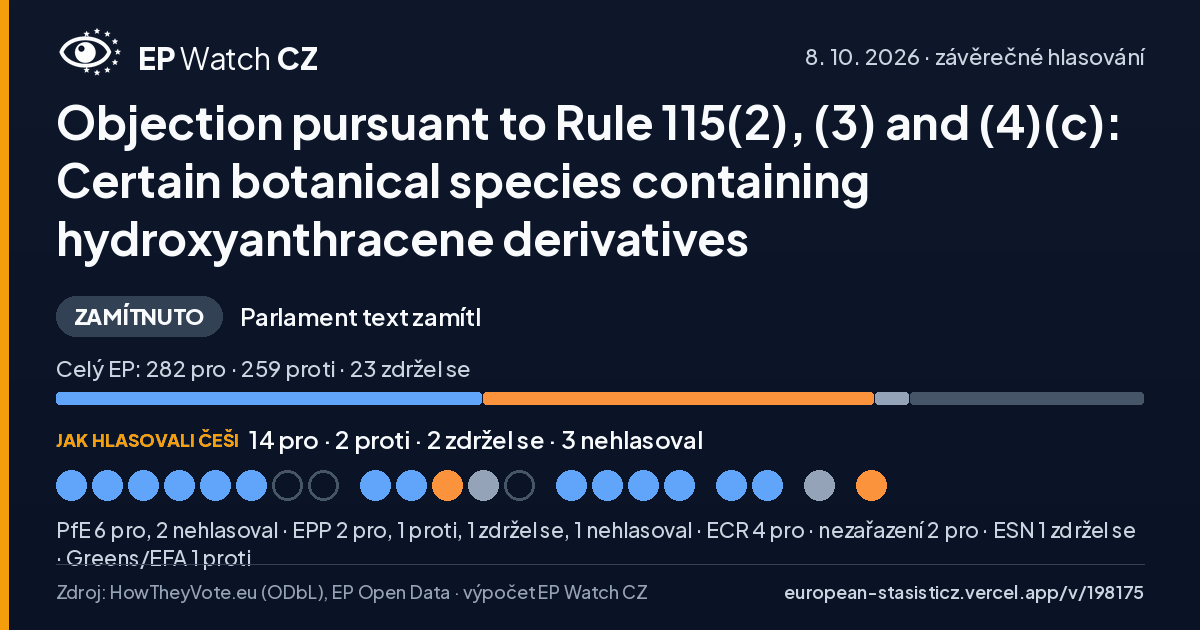 EP Watch CZ
8. 10. 2026 · závěrečné hlasování
Objection pursuant to Rule 115(2), (3) and (4)(c):
Certain botanical species containing
hydroxyanthracene derivatives
ZAMÍTNUTO
Parlament text zamítl
Celý EP: 282 pro · 259 proti · 23 zdržel se
JAK HLASOVALI ČEŠI 14 pro · 2 proti · 2 zdržel se · 3 nehlasoval
PfE 6 pro, 2 nehlasoval · EPP 2 pro, 1 proti, 1 zdržel se, 1 nehlasoval · ECR 4 pro · nezařazení 2 pro · ESN 1 zdržel se
· Greens/EFA 1 proti
Zdroj: HowTheyVote.eu (ODbL), EP Open Data · výpočet EP Watch CZ
european-stasisticz.vercel.app/v/198175